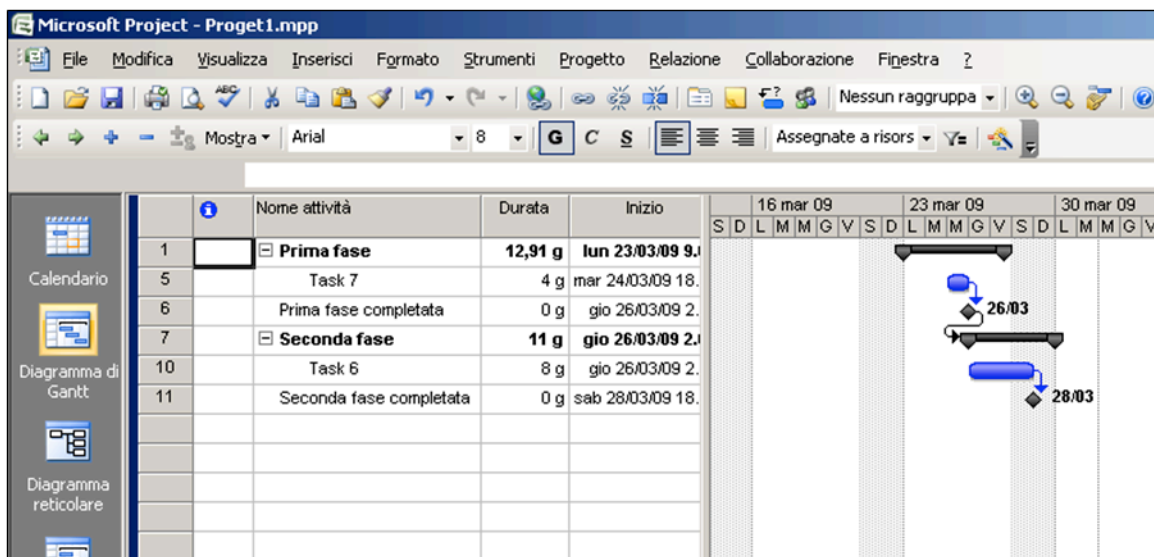 Microsoft Project - Proget1.mpp
File Modifica Visualizza Inserisci Formato Strumenti Progetto Relazione Collaborazione Finestra ?
ABC Nessun raggruppa
Mostra Arial 8 G C S Assegnate a risors
Nome attività Durata Inizio 16 mar 09 23 mar 09 30 mar 09
S D L M M G V S D L M M G V S D L M M G V
1 Prima fase 12,91 g lun 23/03/09 9.
Calendario 5 Task 7 4 g mar 24/03/09 18.
6 Prima fase completata 0 g gio 26/03/09 2. 26/03
7 Seconda fase 11 g gio 26/03/09 2.
Diagramma di Gantt 10 Task 6 8 g gio 26/03/09 2.
11 Seconda fase completata 0 g sab 28/03/09 18. 28/03
Diagramma
reticolare